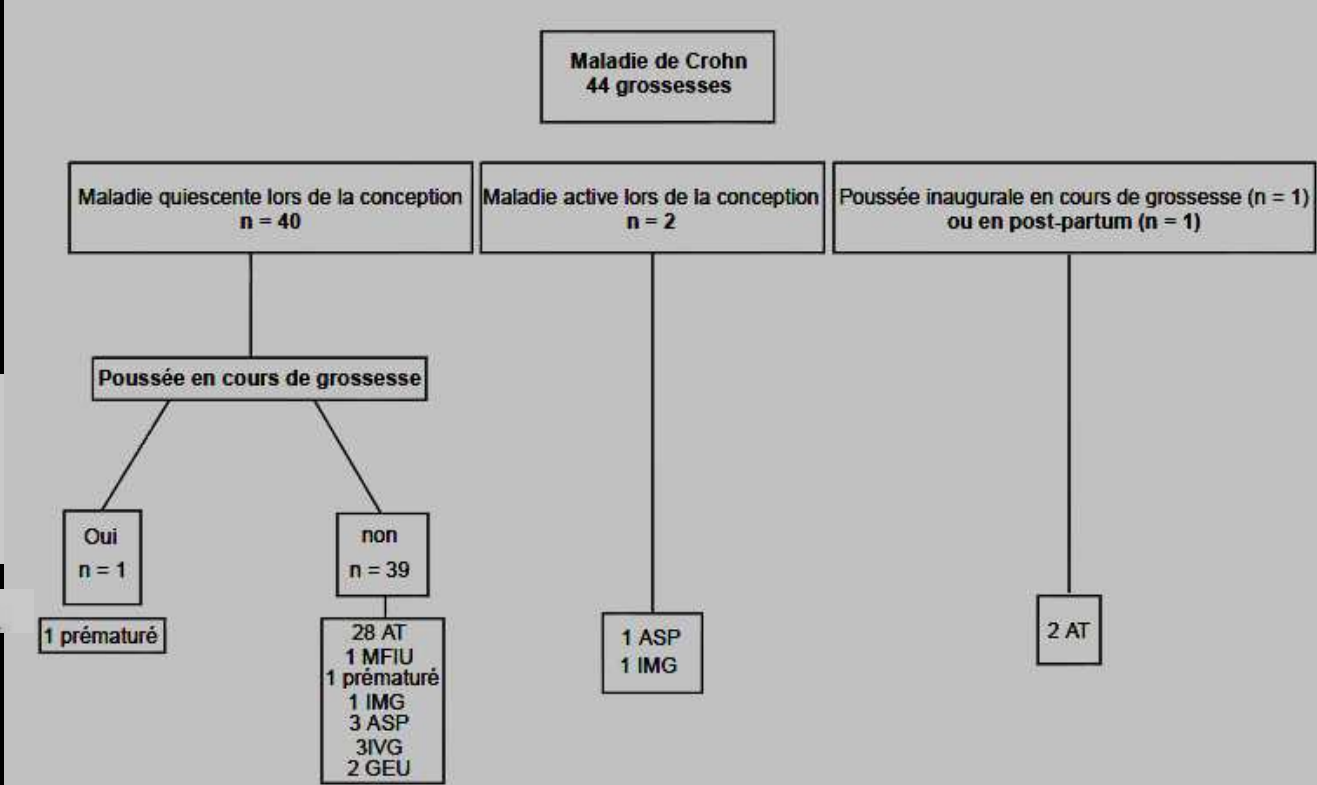 Maladie de Crohn
44 grossesses
Maladie quiescente lors de la conception
n = 40
Maladie active lors de la conception
n = 2
Poussée inaugurale en cours de grossesse (n = 1)
ou en post-partum (n = 1)
Poussée en cours de grossesse
Oui
n = 1
non
n = 39
1 prématuré
28 AT
1 MFIU
1 prématuré
1 IMG
3 ASP
3IVG
2 GEU
1 ASP
1 IMG
2 AT